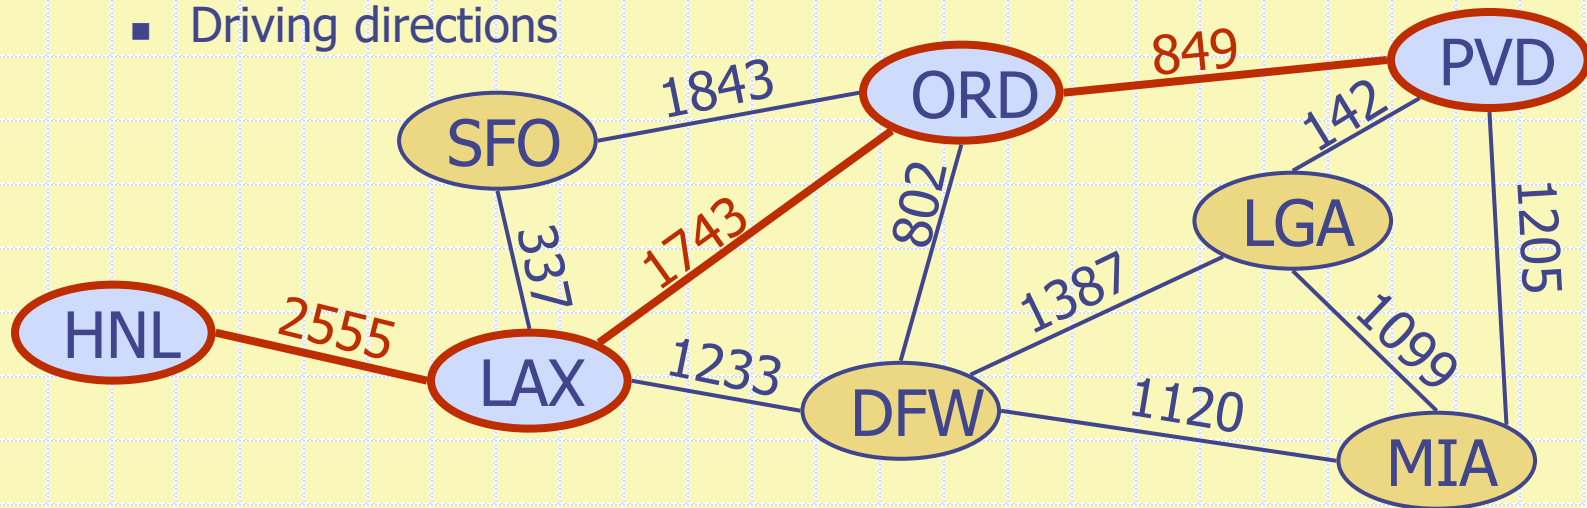 ▪ Driving directions
849
PVD
1843
ORD
142
SFO
802
LGA
1205
337
1743
1387
HNL
2555
1099
LAX
1233
DFW
1120
MIA